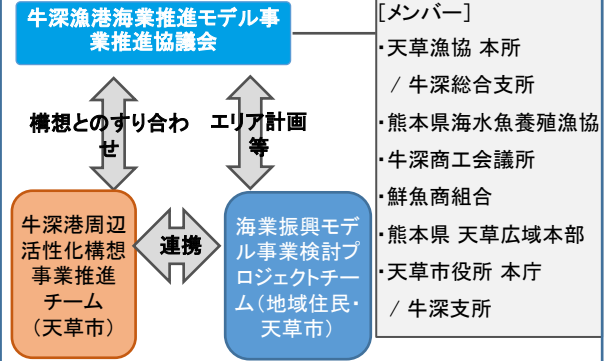 牛深漁港海業推進モデル事
業推進協議会
[メンバー]
・天草漁協 本所
/ 牛深総合支所
・熊本県海水魚養殖漁協
・牛深商工会議所
・鮮魚商組合
・熊本県 天草広域本部
・天草市役所 本庁
/ 牛深支所
構想とのすり合わ
せ
エリア計画
等
牛深港周辺
活性化構想
事業推進
チーム
(天草市)
連携
海業振興モデ
ル事業検討プ
ロジェクトチー
ム(地域住民・
天草市)